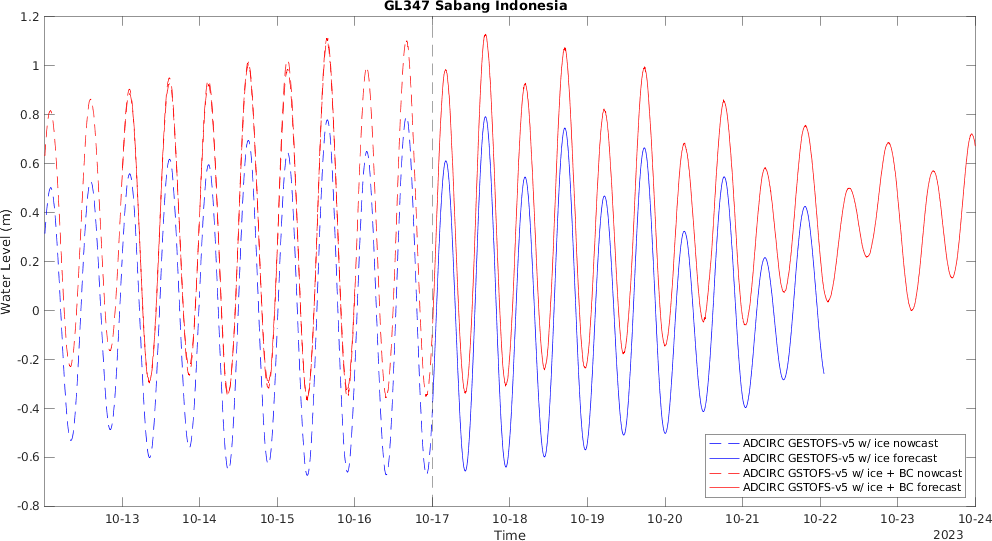 GL347 Sabang Indonesia
1.2
1
0.8
0.6
0.4
0.2
0
-0.2
-0.4
-0.6
-0.8
Water Level (m)
ADCIRC GESTOFS-v5 w/ ice nowcast
ADCIRC GESTOFS-v5 w/ ice forecast
ADCIRC GSTOFS-v5 w/ ice + BC nowcast
ADCIRC GSTOFS-v5 w/ ice + BC forecast
10-13 10-14 10-15 10-16 10-17 10-18 10-19 10-20 10-21 10-22 10-23 10-24
Time
2023